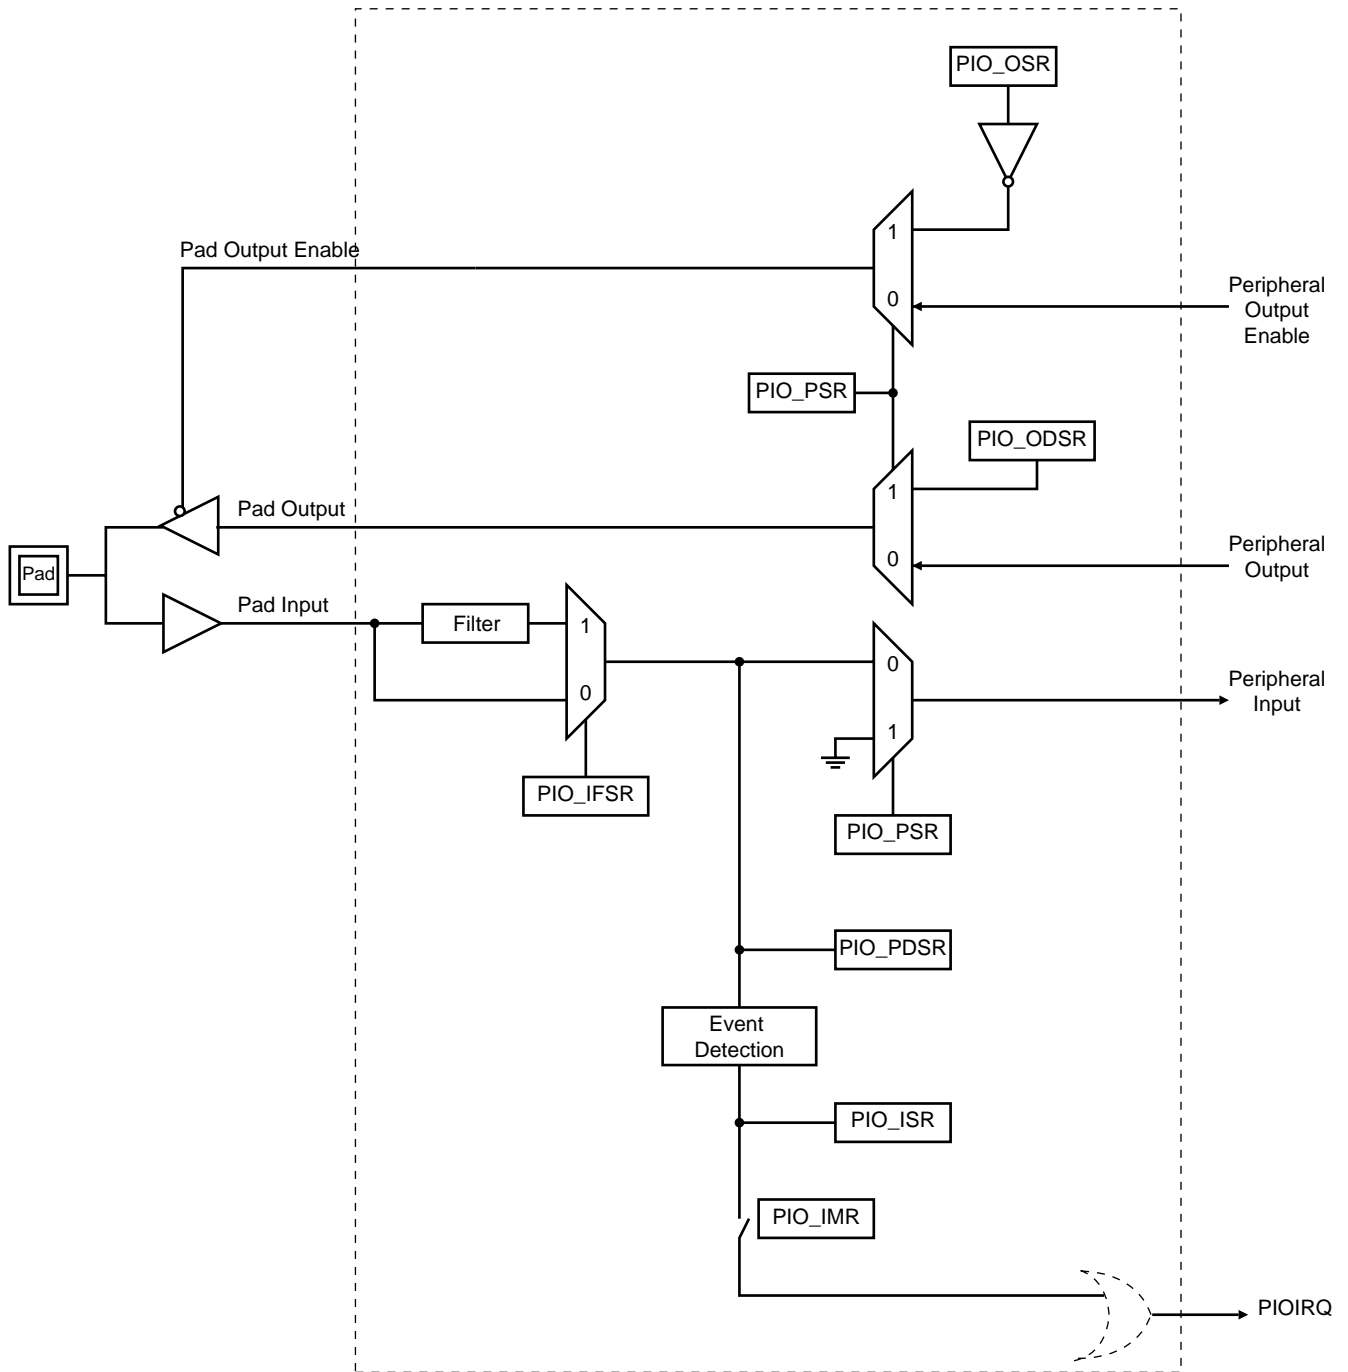 PIO_OSR
1
Pad Output Enable
0
Peripheral
Output
Enable
PIO_PSR
PIO_ODSR
1
Pad Output
0
Peripheral
Output
Pad
Pad Input
Filter
1
0
0
1
Peripheral
Input
PIO_IFSR
PIO_PSR
PIO_PDSR
Event
Detection
PIO_ISR
PIO_IMR
PIOIRQ